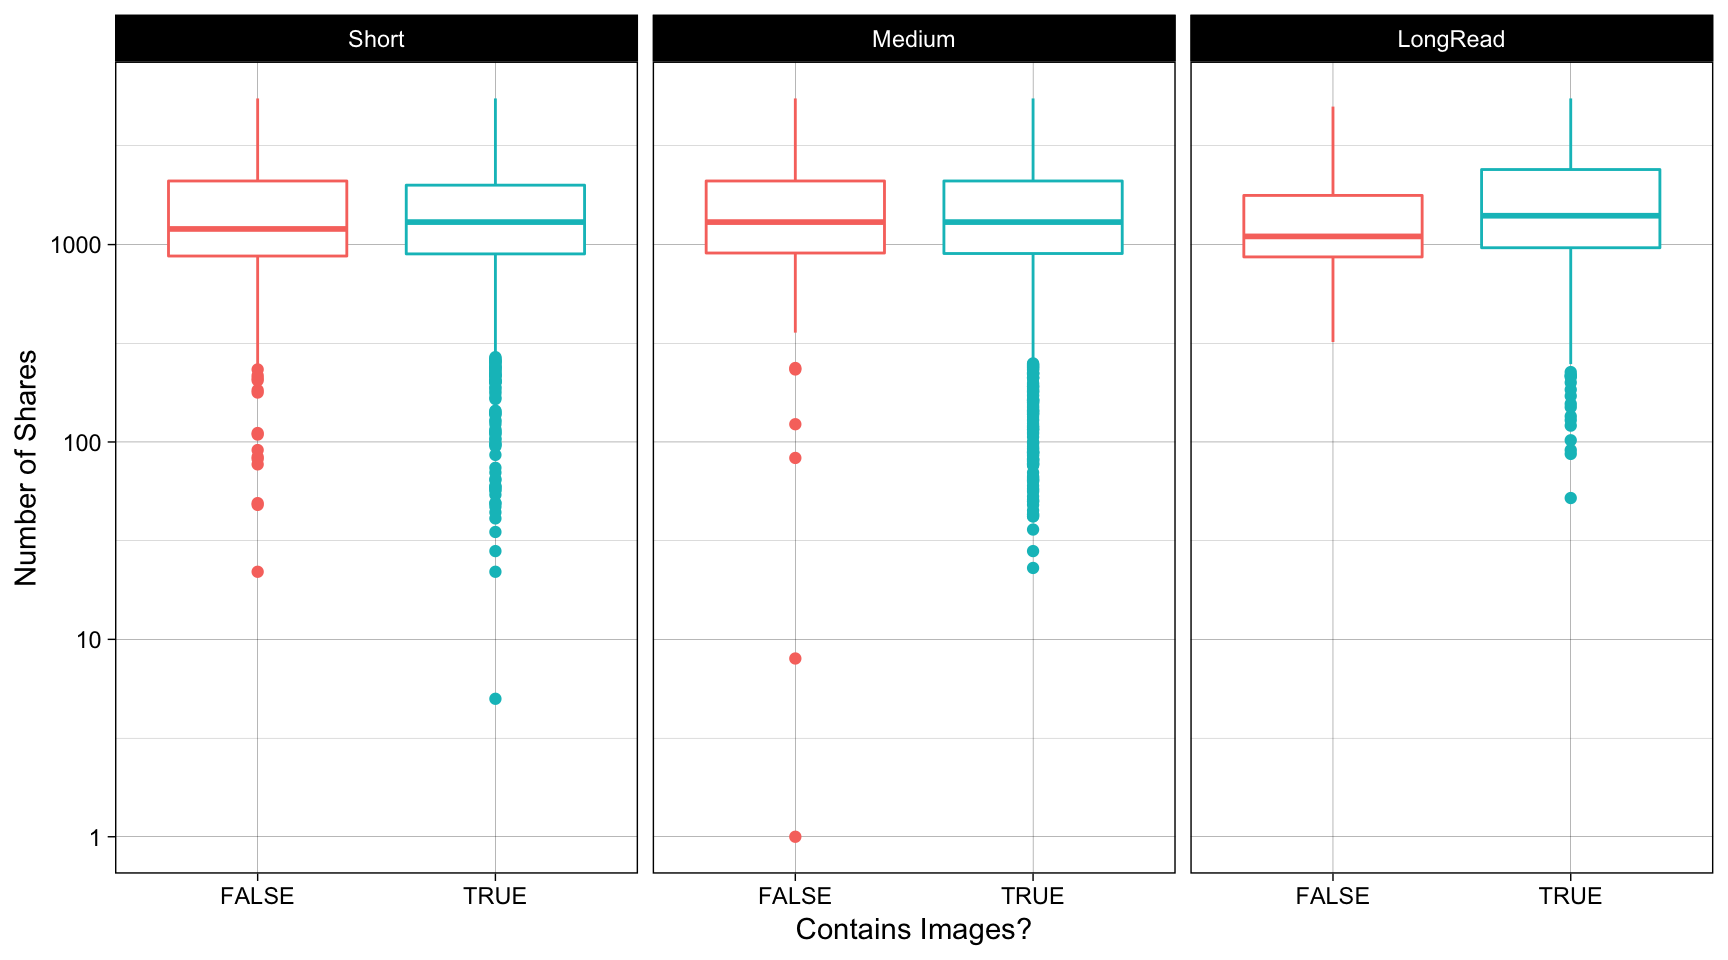 Short
Medium
LongRead
Number of Shares
1000
100
10
1
FALSE
TRUE
FALSE
TRUE
FALSE
TRUE
Contains Images?